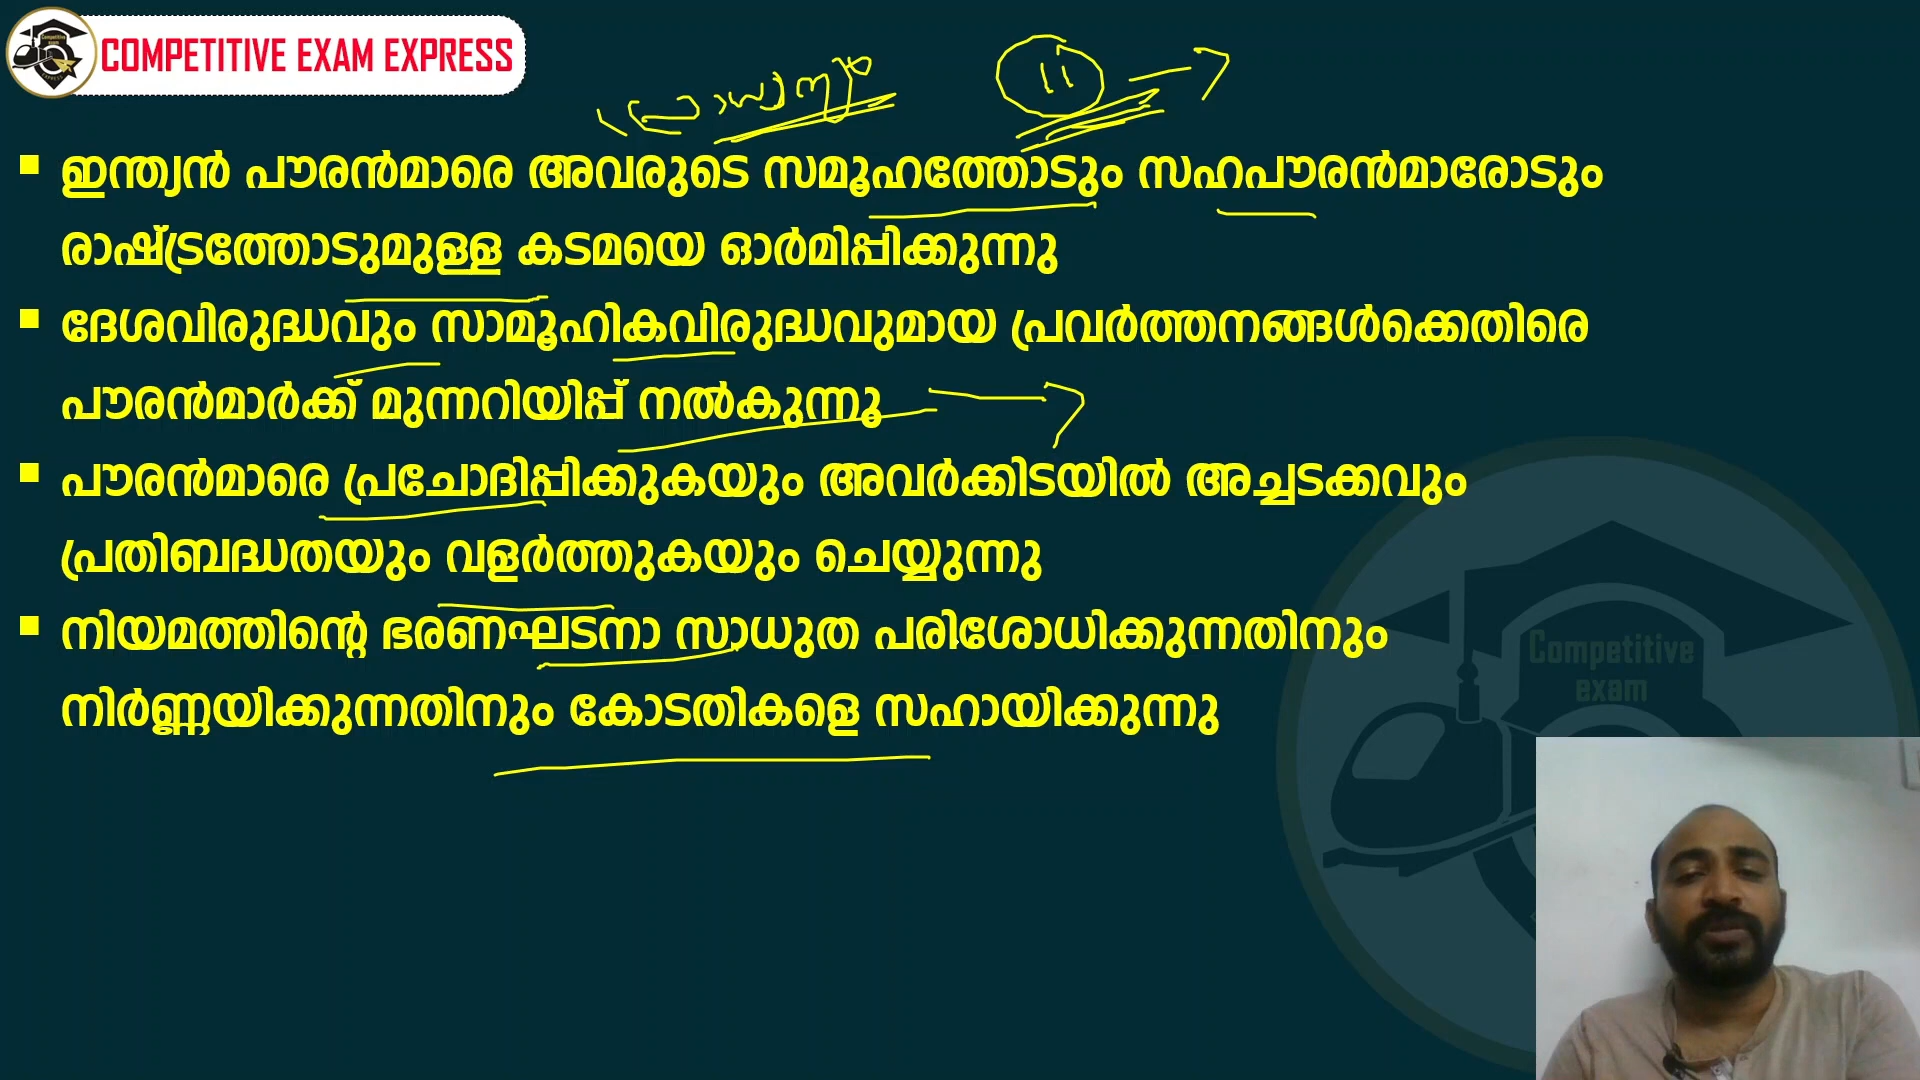 COMPETITIVE EXAM EXPRESS
പ്രാധാന്യം
11
ഇന്ത്യൻ പൗരൻമാരെ അവരുടെ സമൂഹത്തോടും സഹപൗരൻമാരോടും
രാഷ്ട്രത്തോടുമുള്ള കടമയെ ഓർമിപ്പിക്കുന്നു
ദേശവിരുദ്ധവും സാമൂഹികവിരുദ്ധവുമായ പ്രവർത്തനങ്ങൾക്കെതിരെ
പൗരൻമാർക്ക് മുന്നറിയിപ്പ് നൽകുന്നൂ
പൗരൻമാരെ പ്രചോദിപ്പിക്കുകയും അവർക്കിടയിൽ അച്ചടക്കവും
പ്രതിബദ്ധതയും വളർത്തുകയും ചെയ്യുന്നു
നിയമത്തിന്റെ ഭരണഘടനാ സാധുത പരിശോധിക്കുന്നതിനും
നിർണ്ണയിക്കുന്നതിനും കോടതികളെ സഹായിക്കുന്നു
Competitive
exam